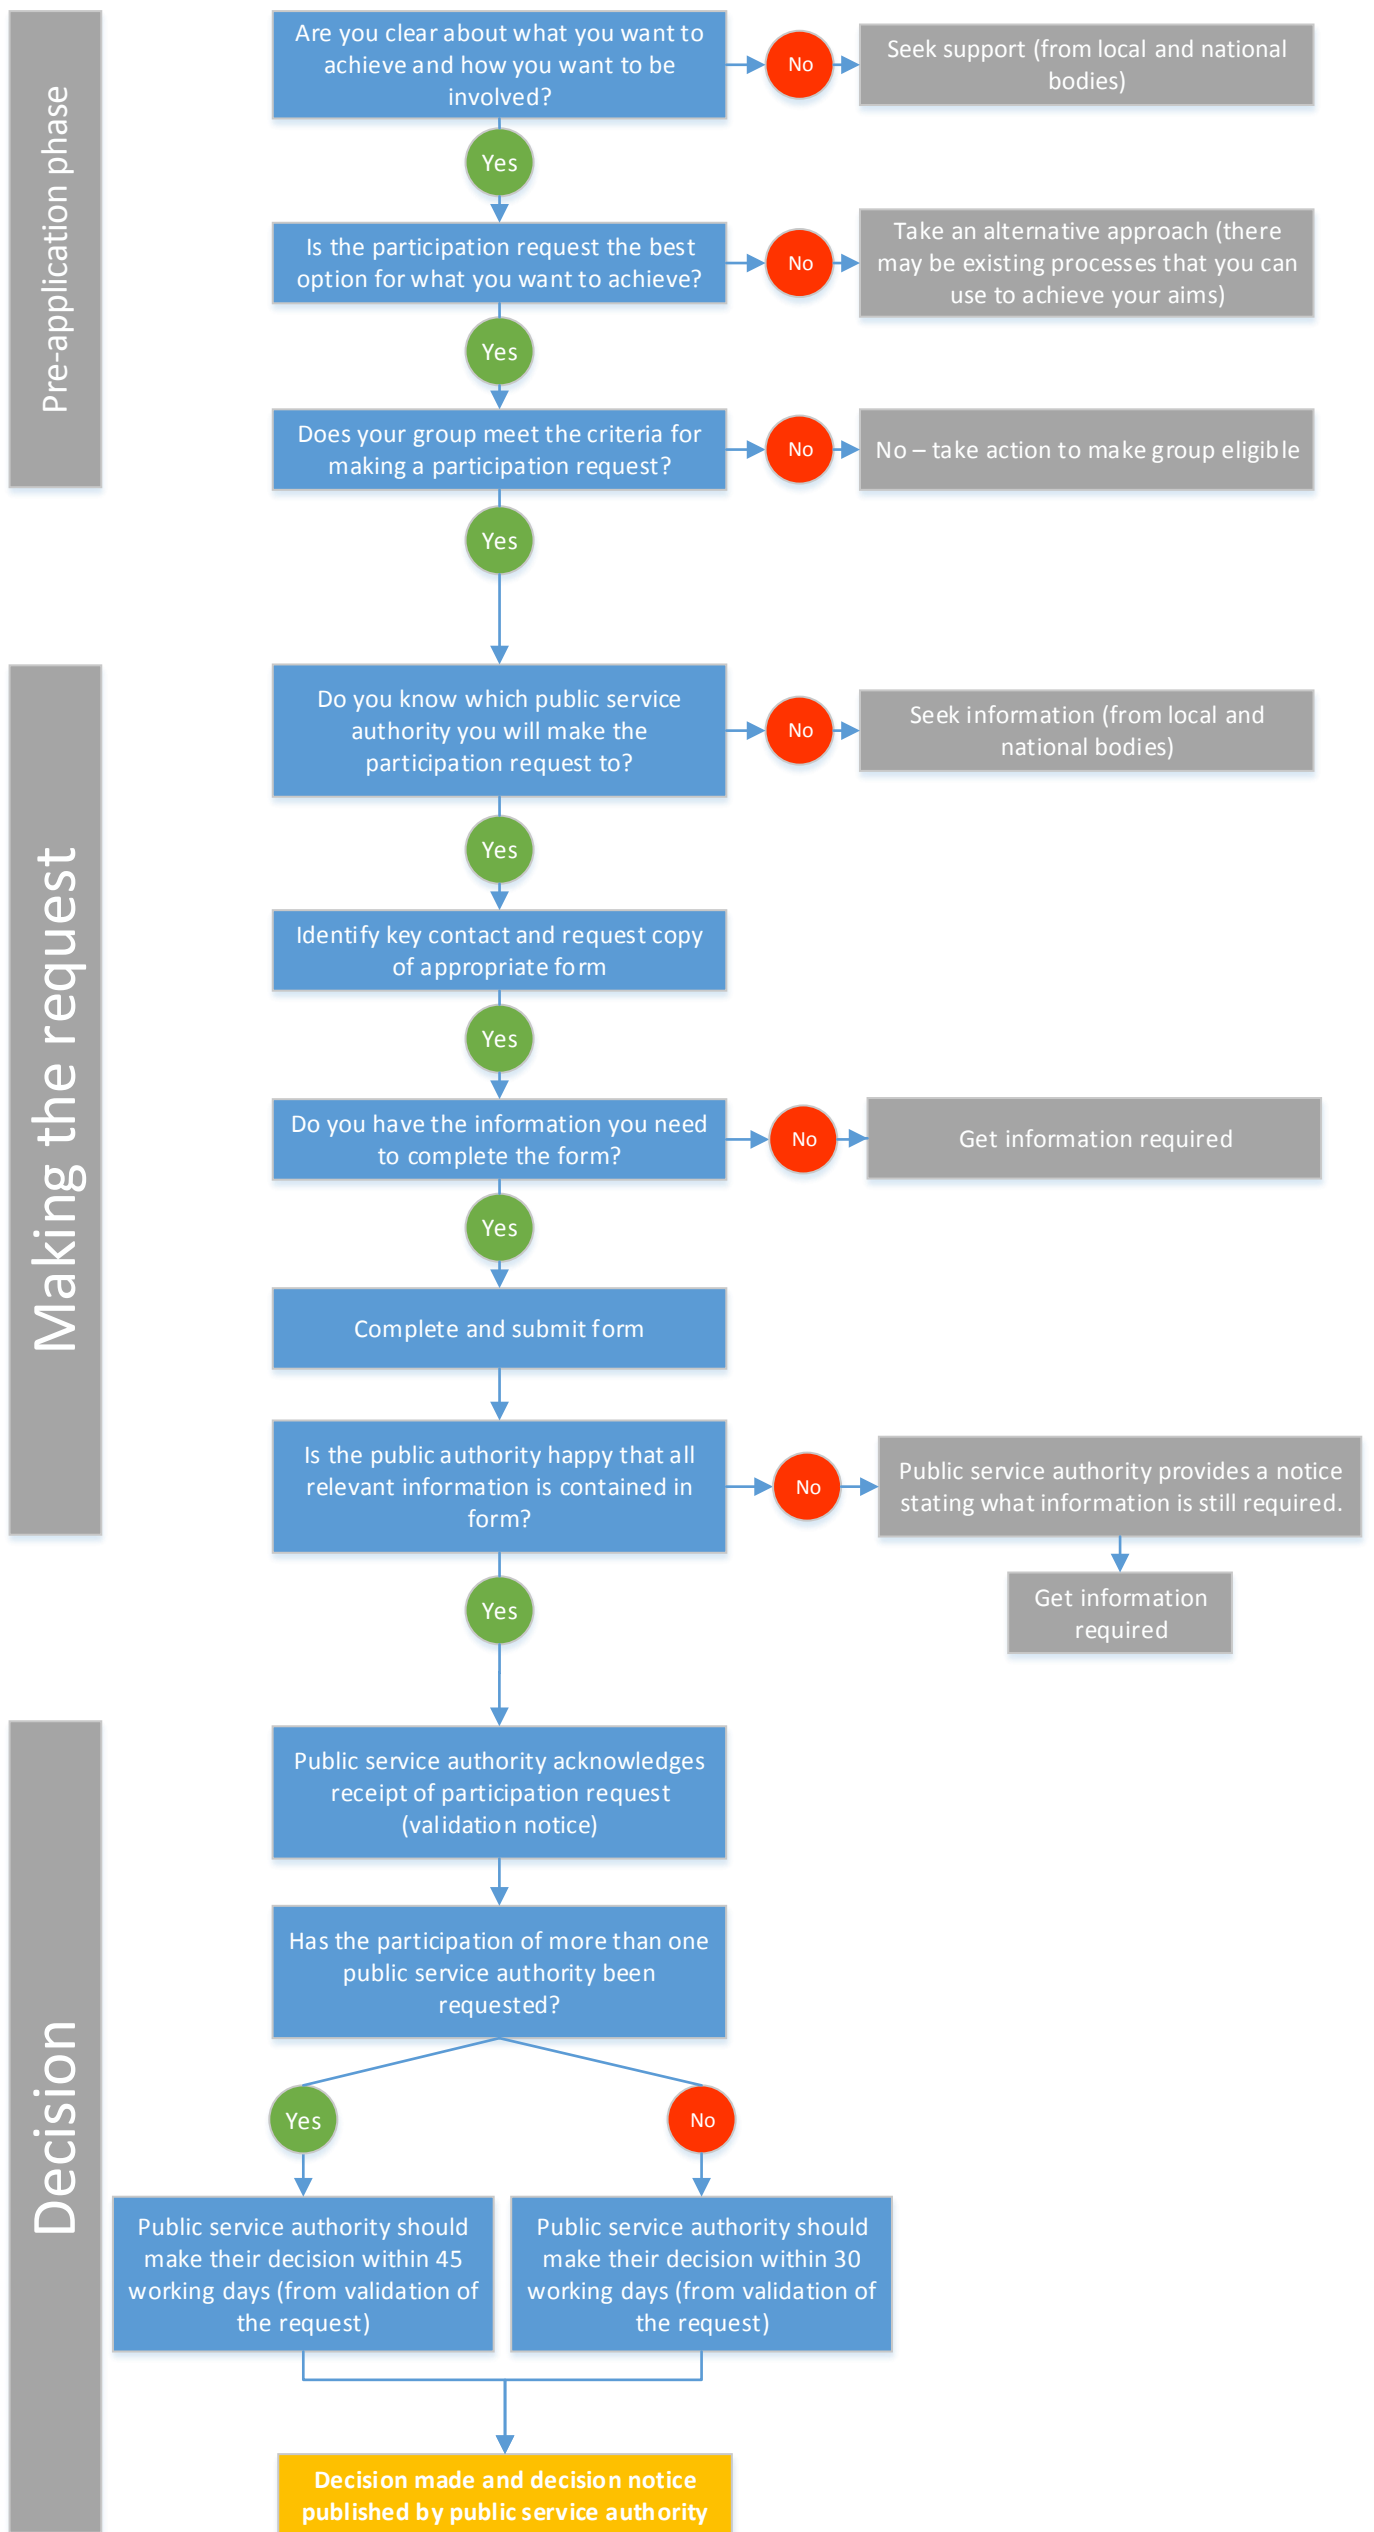 Pre-application phase
Are you clear about what you want to
achieve and how you want to be
involved?
No
Seek support (from local and national
bodies)
Yes
Is the participation request the best
option for what you want to achieve?
No
Take an alternative approach (there
may be existing processes that you can
use to achieve your aims)
Yes
Does your group meet the criteria for
making a participation request?
No
No – take action to make group eligible
Yes
Making the request
Do you know which public service
authority you will make the
participation request to?
No
Seek information (from local and
national bodies)
Yes
Identify key contact and request copy
of appropriate form
Yes
Do you have the information you need
to complete the form?
No
Get information required
Yes
Complete and submit form
Is the public authority happy that all
relevant information is contained in
form?
No
Public service authority provides a notice
stating what information is still required.
Get information
required
Yes
Decision
Public service authority acknowledges
receipt of participation request
(validation notice)
Has the participation of more than one
public service authority been
requested?
Yes
No
Public service authority should
make their decision within 45
working days (from validation of
the request)
Public service authority should
make their decision within 30
working days (from validation of
the request)
Decision made and decision notice
published by public service authority